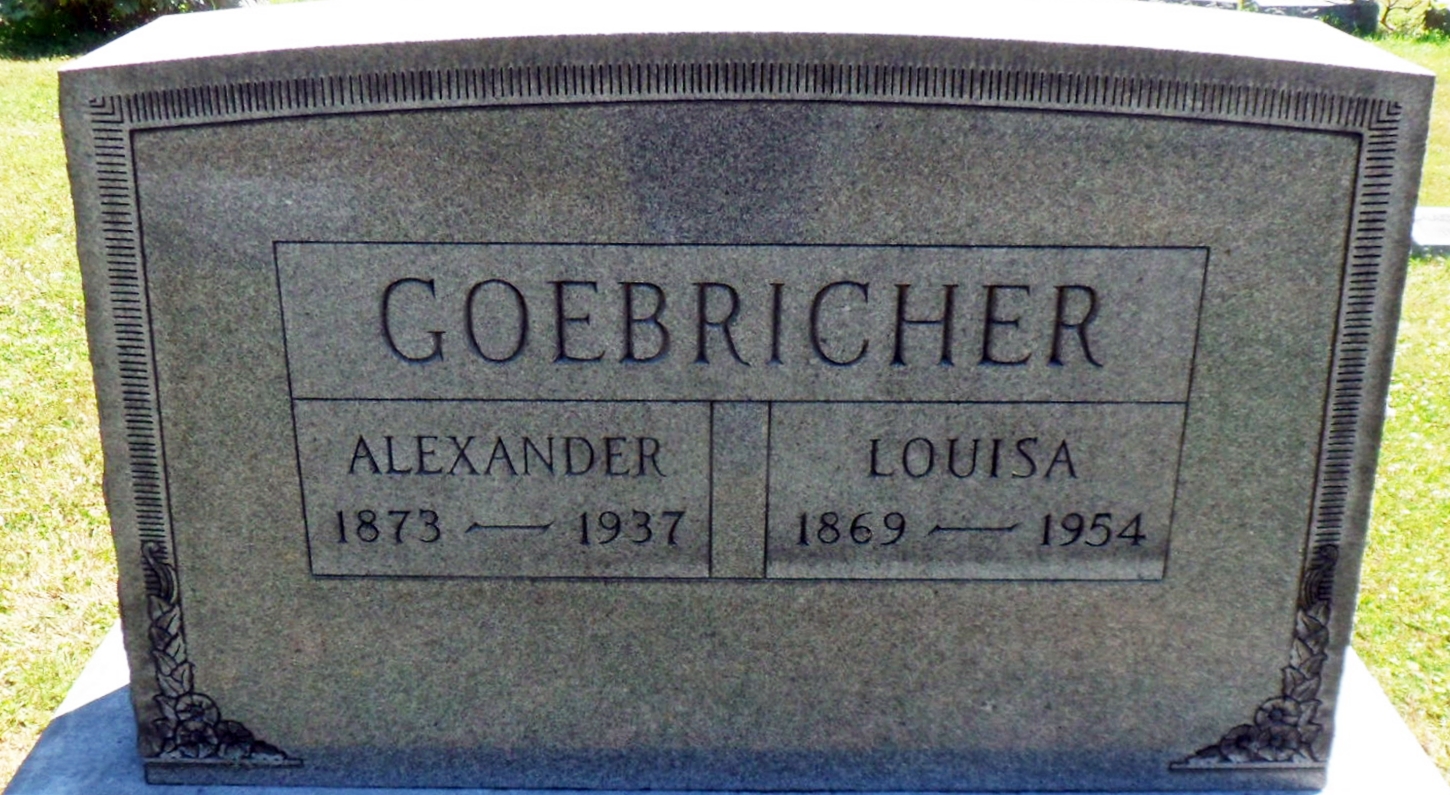 GOEBRICHER
ALEXANDER
1873 — 1937
LOUISA
1869 — 1954